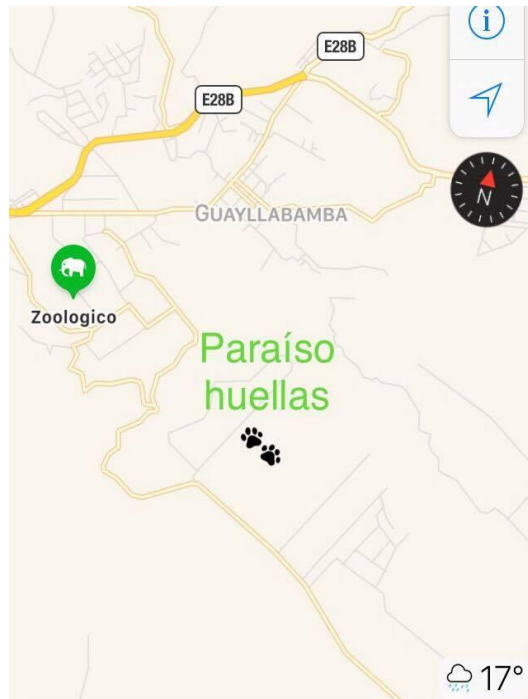 E28B
E28B
N
GUAYLLABAMBA
Zoologico
Paraíso
huellas
17°